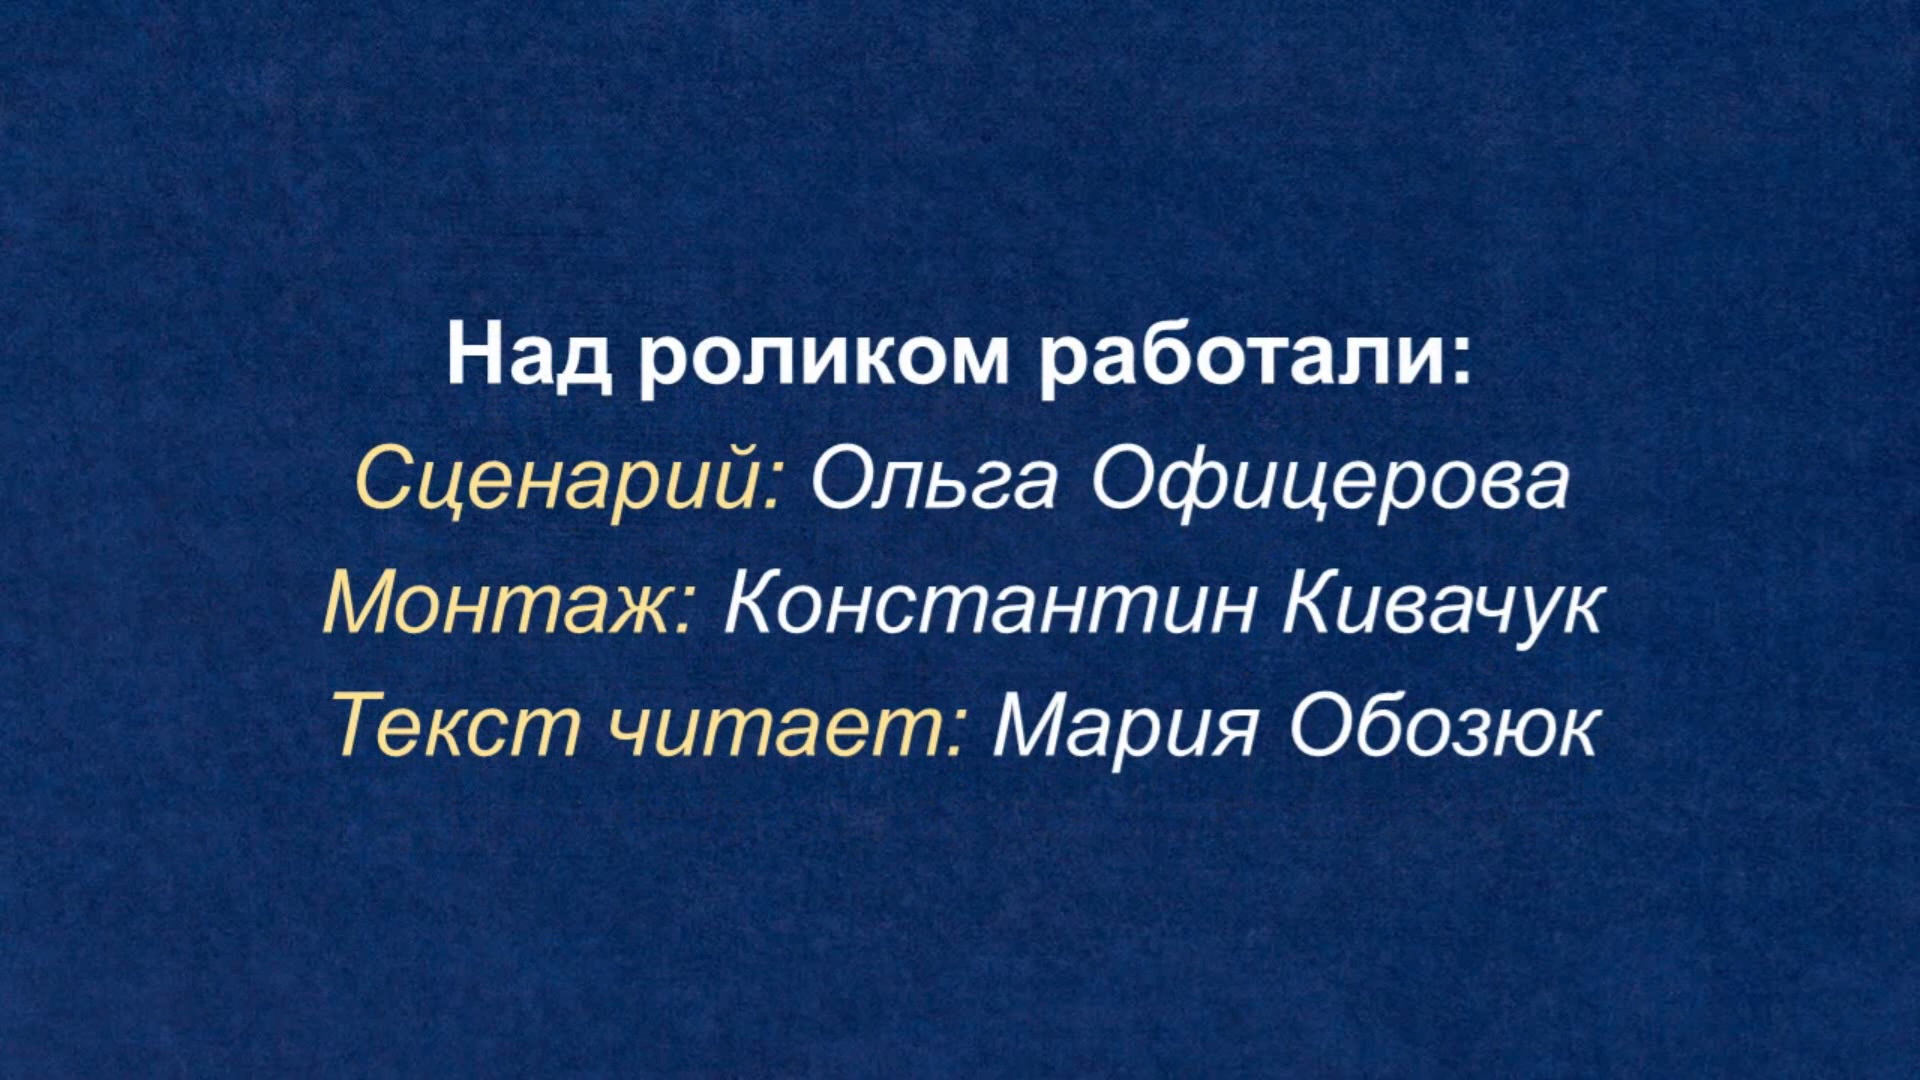 Над роликом работали:
Сценарий: Ольга Офицерова
Монтаж: Константин Кивачук
Текст читает: Мария Обозюк